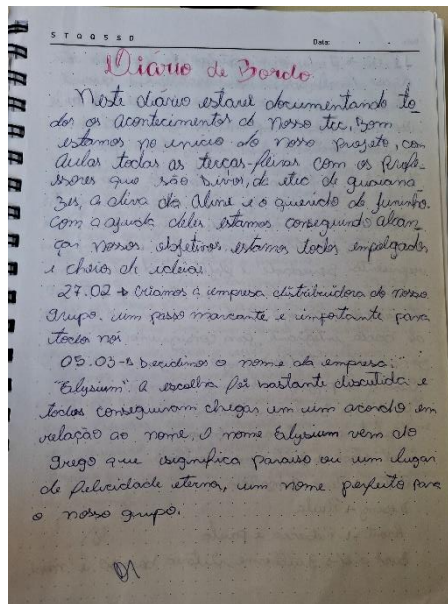 S T Q Q S S D
Data: . .
Diário de Bordo
Neste diário estarei documentando to-
dos os acontecimentos do nosso tcc, Bom
estamos no início do nosso projeto, com
aulas todas as terças-feiras com os profe-
ssores que são Divos, da etec de guaiana-
zes, a diva da Aline e o querido do juninho.
com a ajuda deles estamos conseguindo alcan
çar nossos objetivos estamos todos empolgados
e cheio de ideias
27.02 → Criamos a empresa distribuidora do nosso
grupo. um passo marcante e importante para
todos nós
05.03 → Decidimos o nome da empresa:
"Elysium". A escolha foi bastante discutida e
todos conseguiram chegar em um acordo em
relação ao nome, O nome Elysium vem do
grego que significa paraíso ou um lugar
de felicidade eterna, um nome perfeito para
o nosso grupo.
01